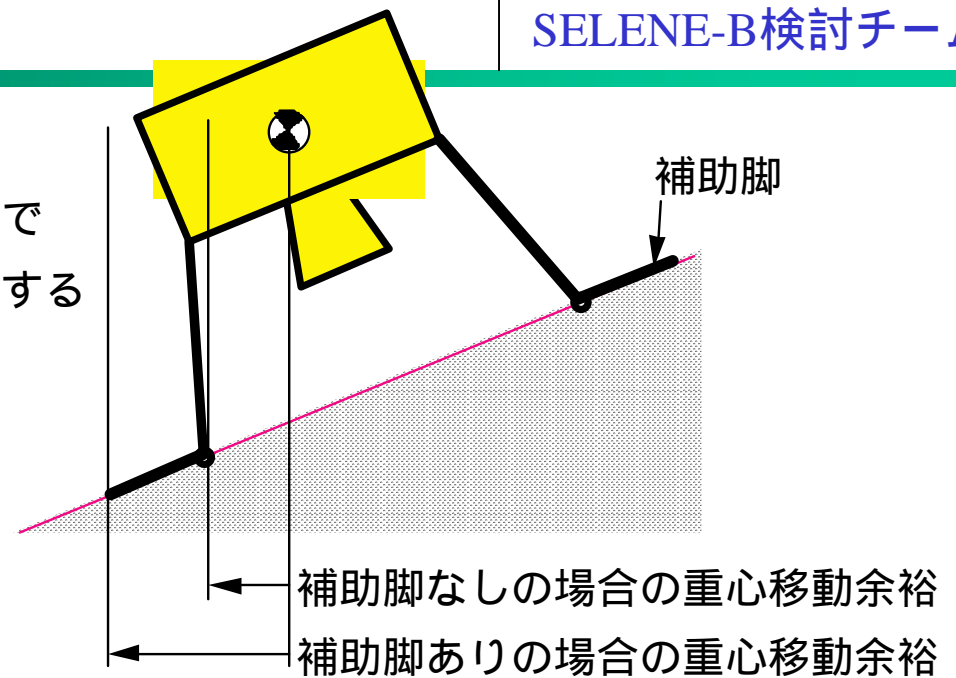 SELENE-B検討チーム
で
する
補助脚
補助脚なしの場合の重心移動余裕
補助脚ありの場合の重心移動余裕